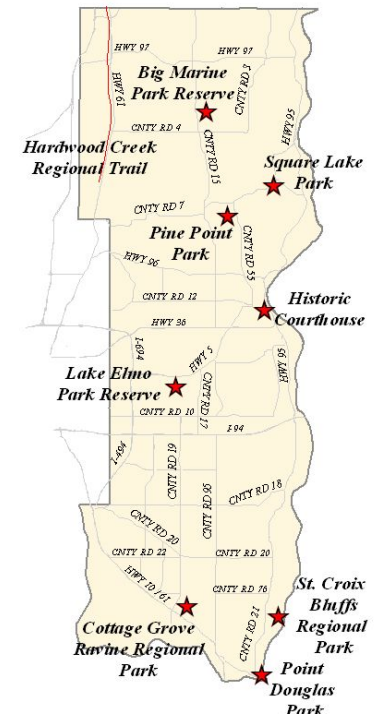 HWY 97
HWY 97
Big Marine
Park Reserve
HWY 61
CNTY RD 3
HWY 95
CNTY RD 4
CNTY RD 15
Hardwood Creek
Regional Trail
Square Lake
Park
CNTY RD 7
Pine Point
Park
CNTY RD 55
HWY 96
CNTY RD 12
Historic
Courthouse
HWY 36
I-694
HWY 5
HWY 95
Lake Elmo
Park Reserve
CNTY RD 17
CNTY RD 10
I-94
I-494
CNTY RD 19
CNTY RD 95
CNTY RD 18
CNTY RD 20
CNTY RD 22
CNTY RD 20
HWY 10 / 61
CNTY RD 76
St. Croix
Bluffs
Regional
Park
CNTY RD 21
Cottage Grove
Ravine Regional
Park
Point
Douglas
Park